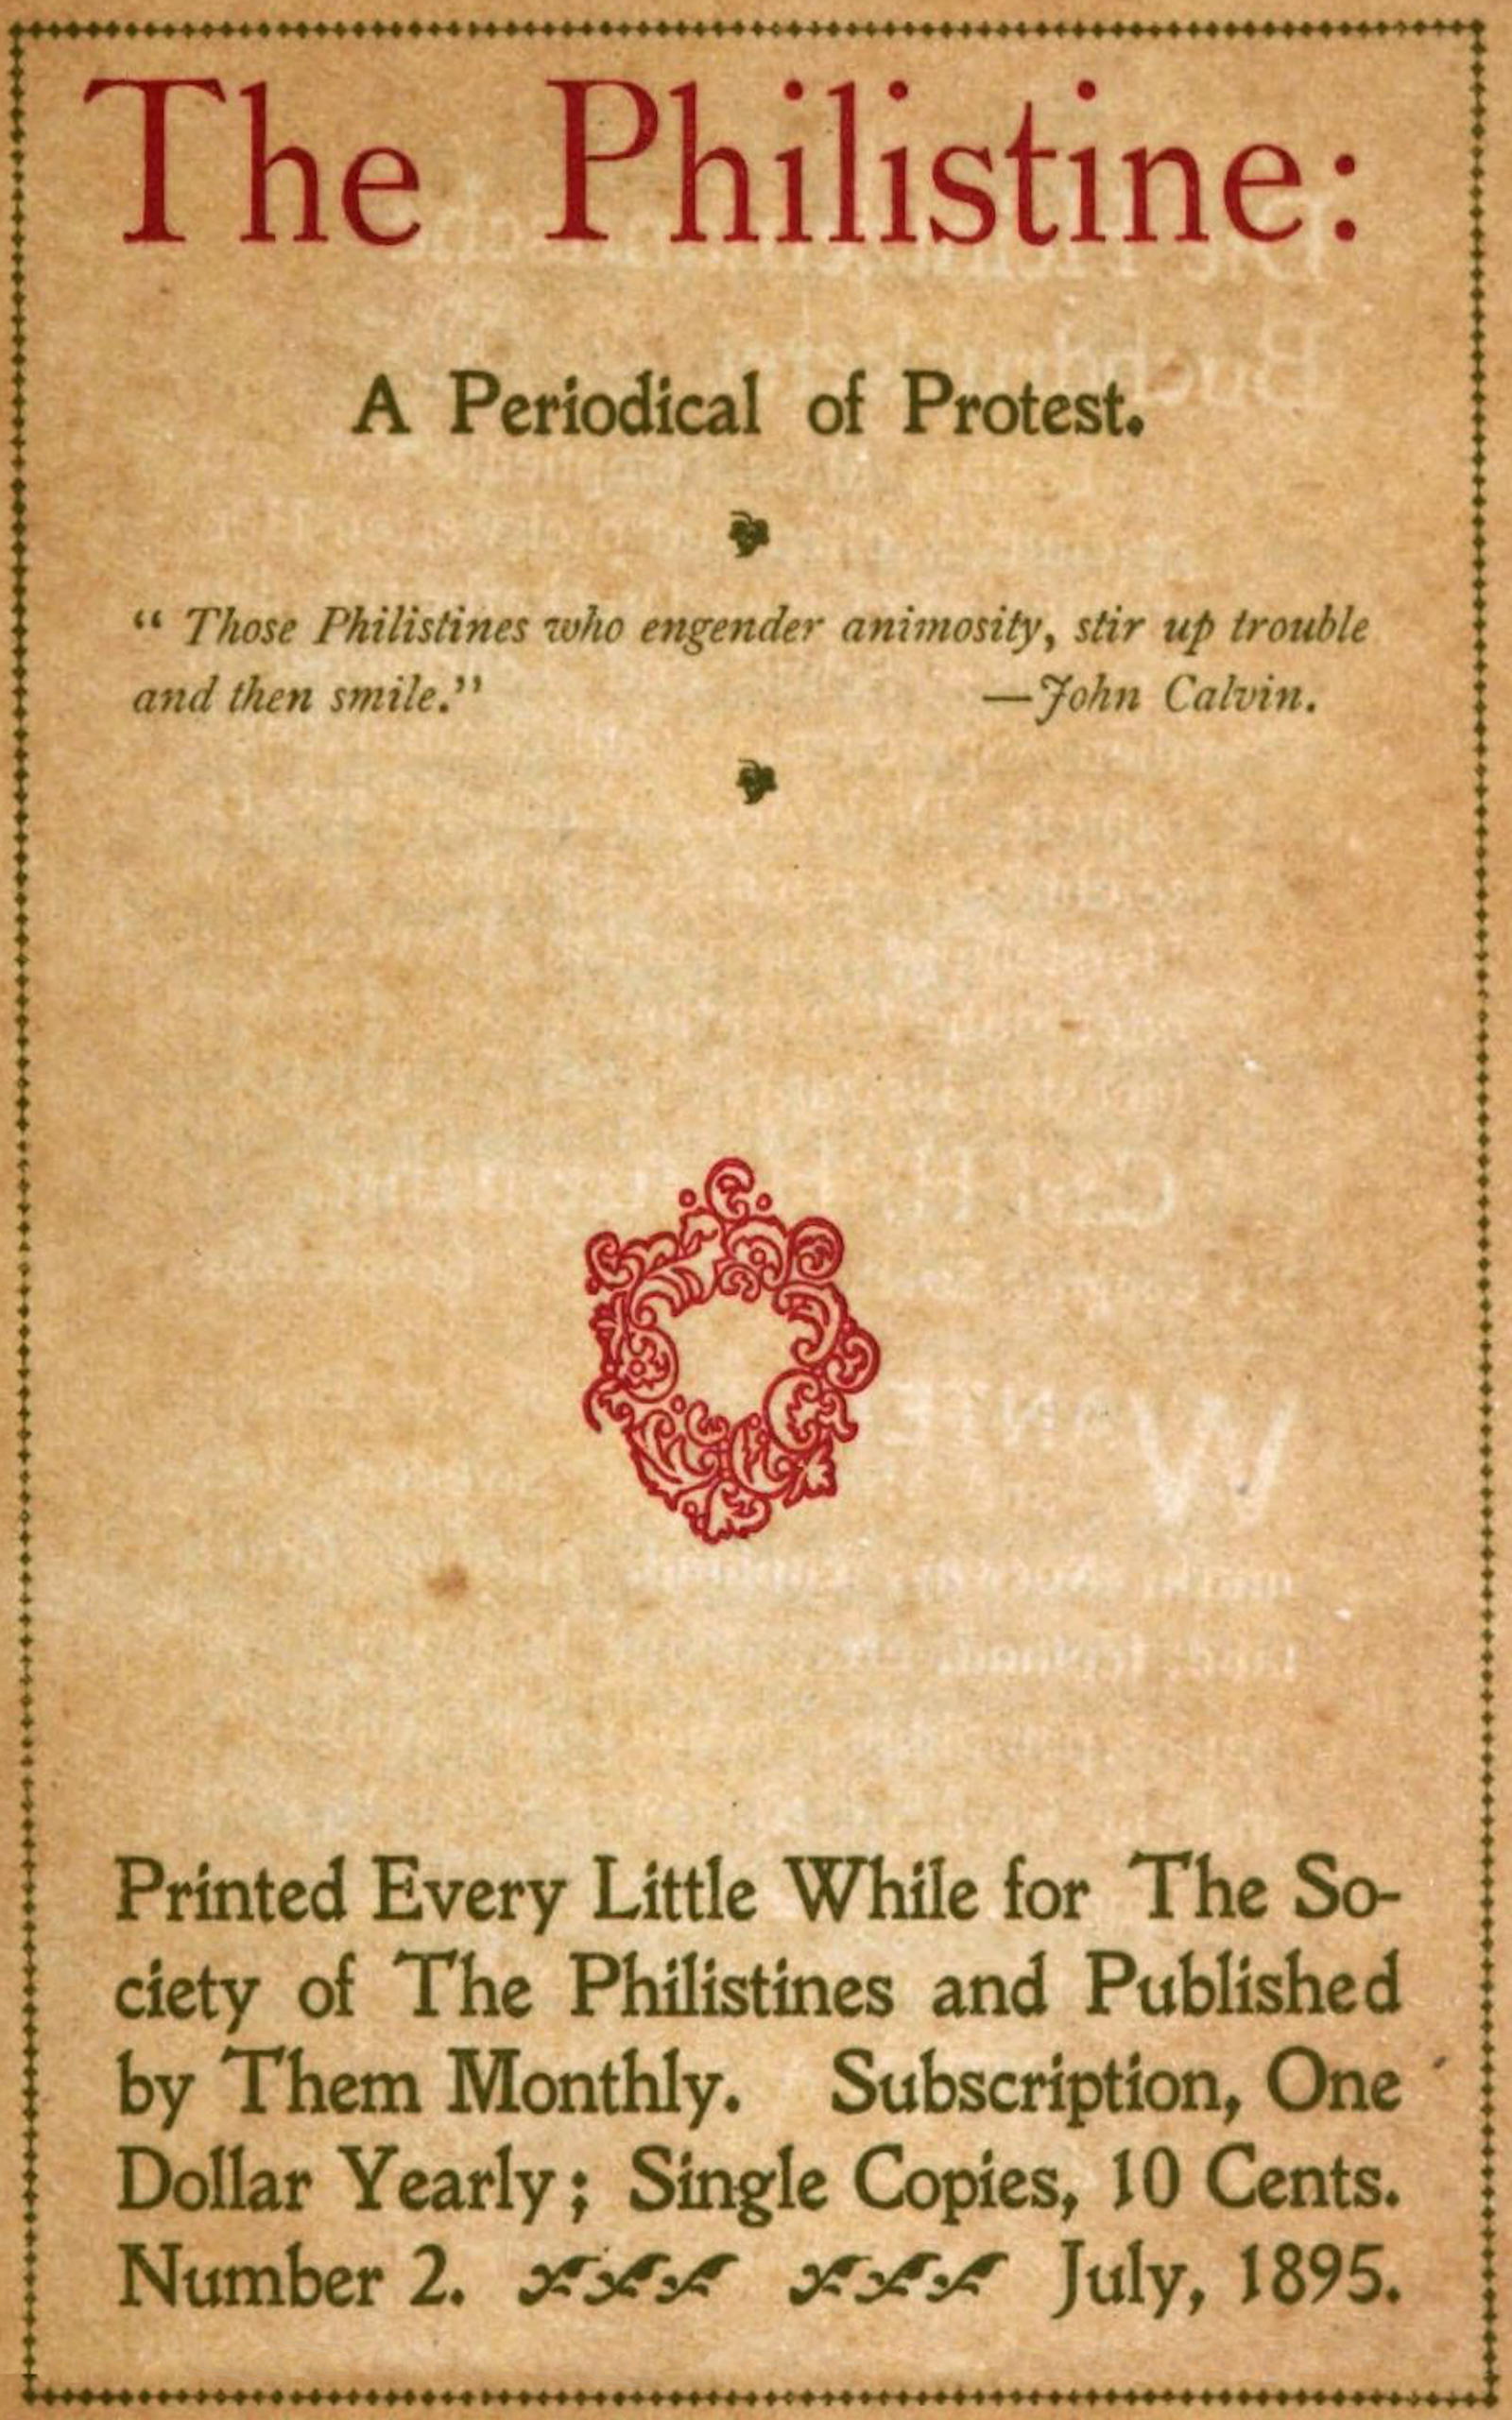 The Philistine:
A Periodical of Protest.
“ Those Philistines who engender animosity, stir up trouble
and then smile.” —John Calvin.
Printed Every Little While for The So-
ciety of The Philistines and Published
by Them Monthly. Subscription, One
Dollar Yearly; Single Copies, 10 Cents.
Number 2. July, 1895.